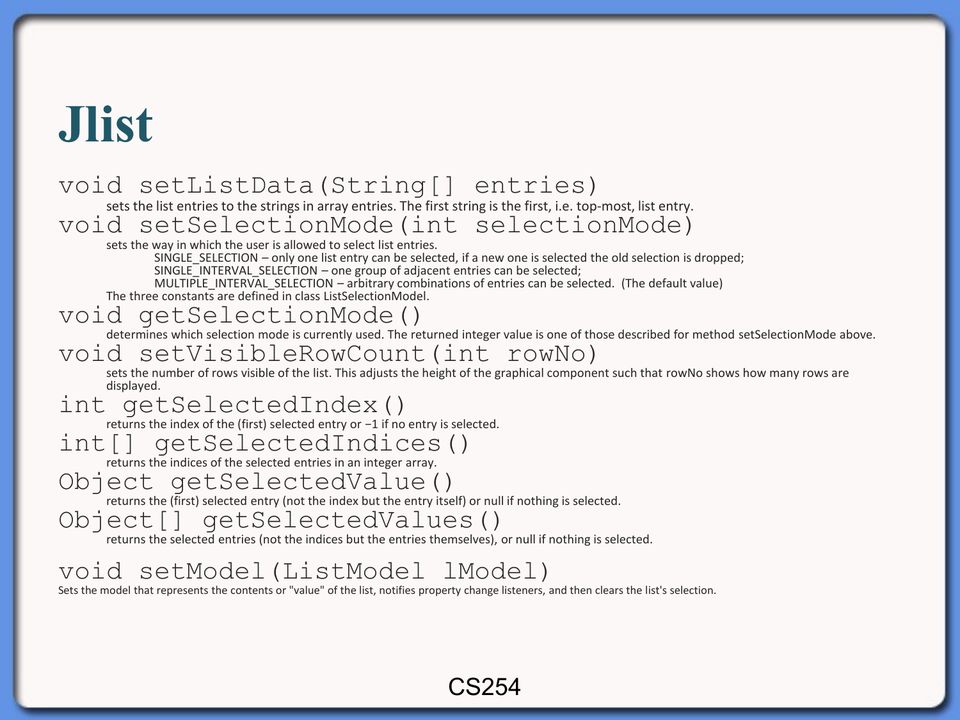 Jlist
void setListData(String[] entries)
sets the list entries to the strings in array entries. The first string is the first, i.e. top-most, list entry.
void setSelectionMode(int selectionMode)
sets the way in which the user is allowed to select list entries.
SINGLE_SELECTION – only one list entry can be selected, if a new one is selected the old selection is dropped;
SINGLE_INTERVAL_SELECTION – one group of adjacent entries can be selected;
MULTIPLE_INTERVAL_SELECTION – arbitrary combinations of entries can be selected. (The default value)
The three constants are defined in class ListSelectionModel.
void getSelectionMode()
determines which selection mode is currently used. The returned integer value is one of those described for method setSelectionMode above.
void setVisibleRowCount(int rowNo)
sets the number of rows visible of the list. This adjusts the height of the graphical component such that rowNo shows how many rows are
displayed.
int getSelectedIndex()
returns the index of the (first) selected entry or −1 if no entry is selected.
int[] getSelectedIndices()
returns the indices of the selected entries in an integer array.
Object getSelectedValue()
returns the (first) selected entry (not the index but the entry itself) or null if nothing is selected.
Object[] getSelectedValues()
returns the selected entries (not the indices but the entries themselves), or null if nothing is selected.
void setModel(ListModel lModel)
Sets the model that represents the contents or "value" of the list, notifies property change listeners, and then clears the list's selection.
CS254